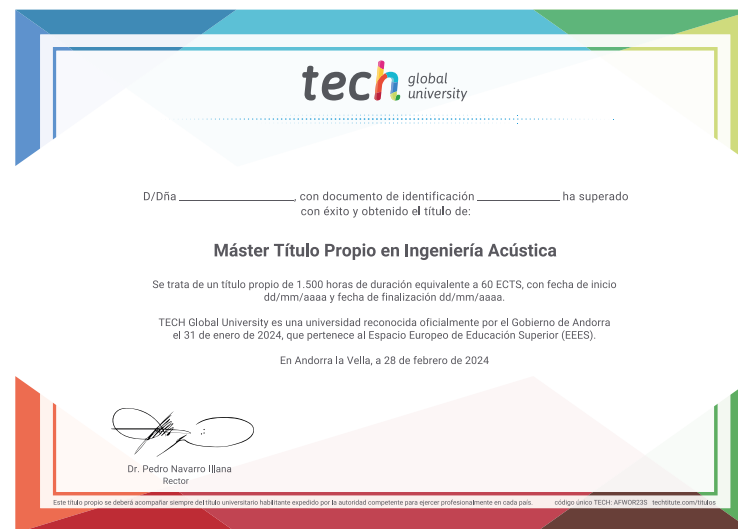 tech global university
D/Dña ______________, con documento de identificación ____________ ha superado
con éxito y obtenido el título de:
Máster Título Propio en Ingeniería Acústica
Se trata de un título propio de 1.500 horas de duración equivalente a 60 ECTS, con fecha de inicio
dd/mm/aaaa y fecha de finalización dd/mm/aaaa.
TECH Global University es una universidad reconocida oficialmente por el Gobierno de Andorra
el 31 de enero de 2024, que pertenece al Espacio Europeo de Educación Superior (EEES).
En Andorra la Vella, a 28 de febrero de 2024
Dr. Pedro Navarro Illana
Rector
Este título propio se deberá acompañar siempre del título universitario habilitante expedido por la autoridad competente para ejercer profesionalmente en cada país. código único TECH: AFWOR23S techtitute.com/titulos